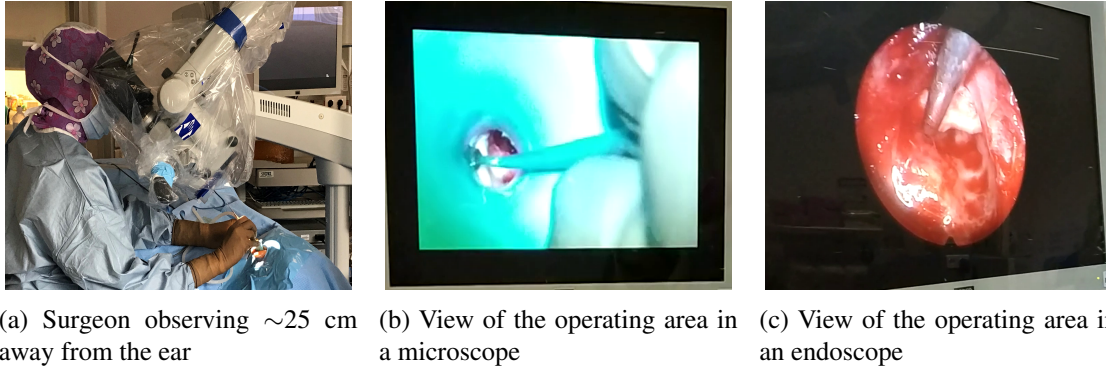 (a) Surgeon observing ∼25 cm
away from the ear
(b) View of the operating area in
a microscope
(c) View of the operating area in
an endoscope